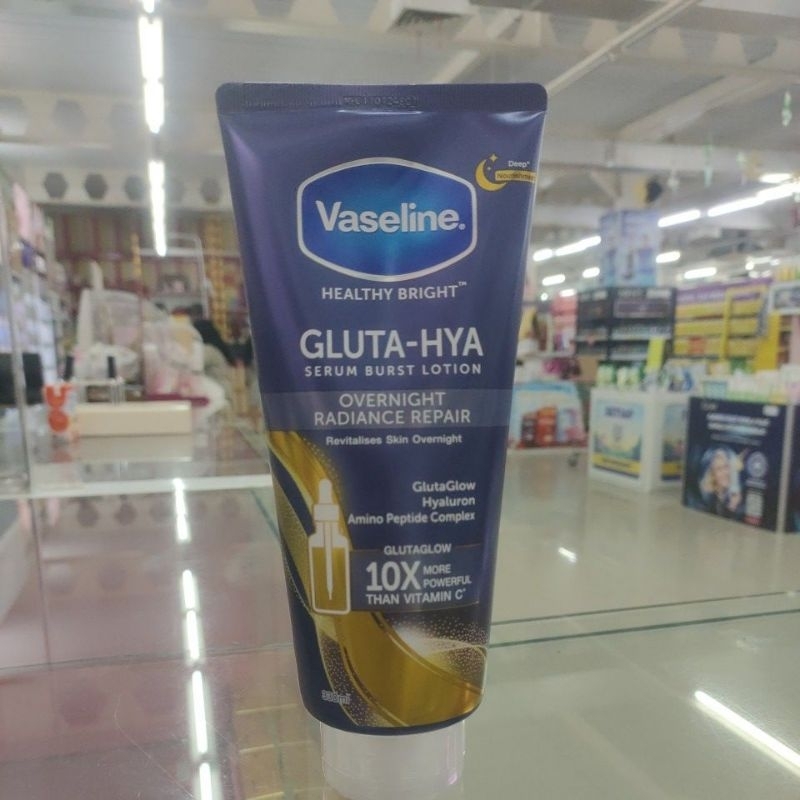 Deep*
Nourishment
Vaseline.
HEALTHY BRIGHT™
GLUTA-HYA
SERUM BURST LOTION
OVERNIGHT
RADIANCE REPAIR
Revitalises Skin Overnight
GlutaGlow
Hyaluron
Amino Peptide Complex
GLUTAGLOW
10X MORE POWERFUL
THAN VITAMIN C*
330ml